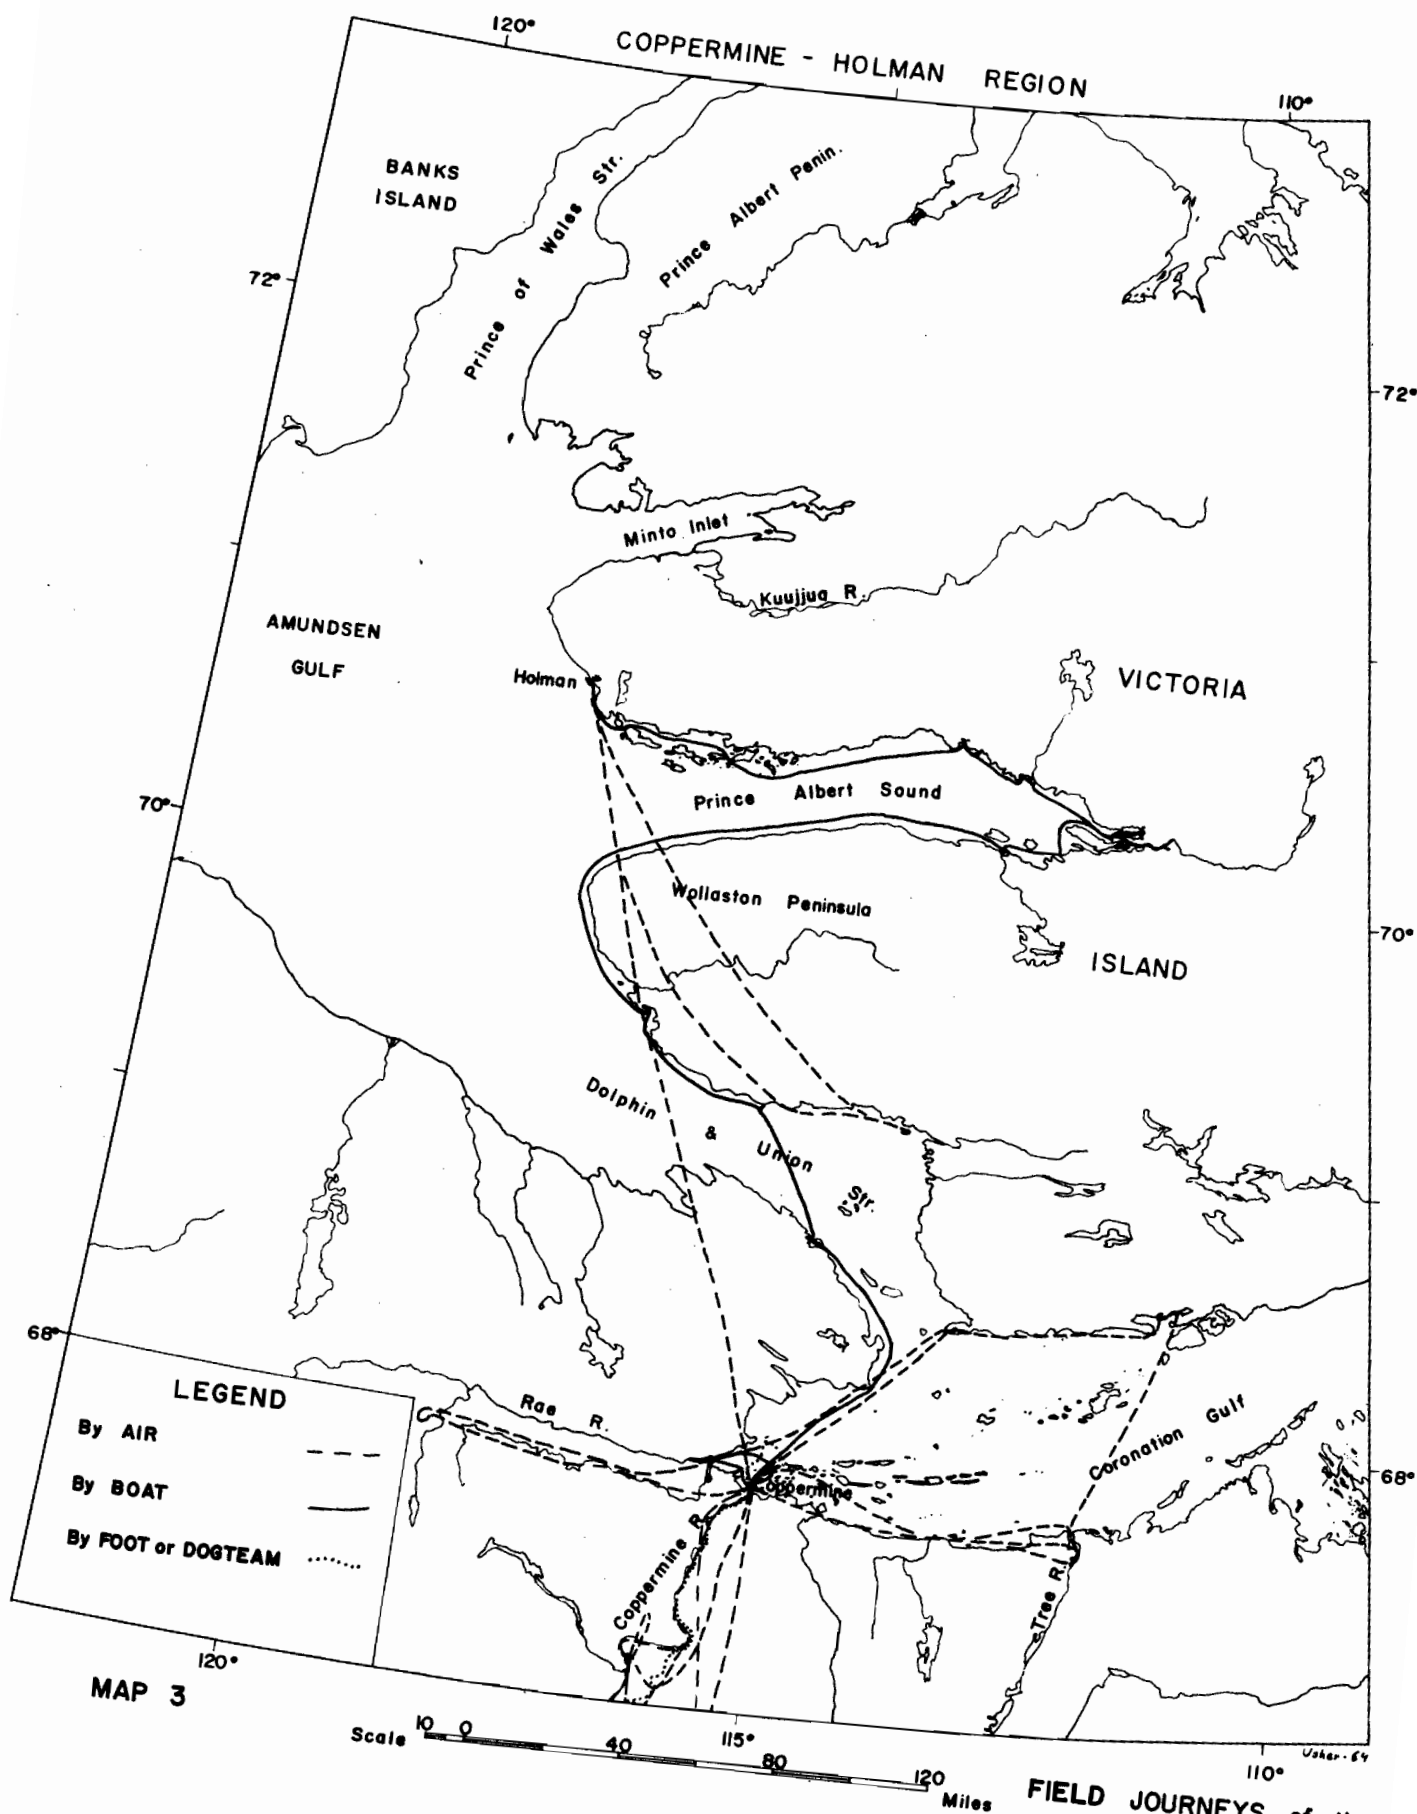 120°
COPPERMINE - HOLMAN REGION
110°
BANKS
ISLAND
Prince of Wales Str.
Prince Albert Penin.
72°
72°
Minto Inlet
Kuujjua R.
AMUNDSEN
GULF
Holman
VICTORIA
70°
Prince Albert Sound
Wollaston Peninsula
70°
ISLAND
Dolphin & Union Str.
68°
LEGEND
By AIR
By BOAT
By FOOT or DOGTEAM
Rae R.
Coronation Gulf
68°
Coppermine
Coppermine R.
Tree R.
120°
MAP 3
Scale 10 0 40 80 120 Miles
115°
110°
Usher-64
FIELD JOURNEYS